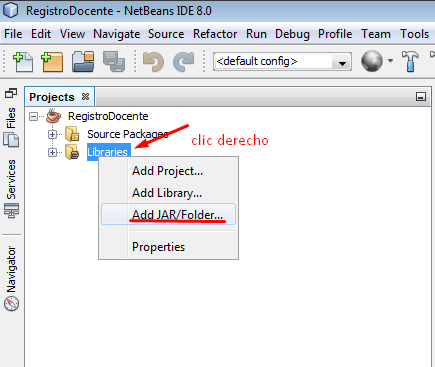 RegistroDocente - NetBeans IDE 8.0
File Edit View Navigate Source Refactor Run Debug Team Tools
<default config>
Projects
Files
Services
Navigator
RegistroDocente
Source Packages
Libraries
clic derecho
Add Project...
Add Library...
Add JAR/Folder...
Properties